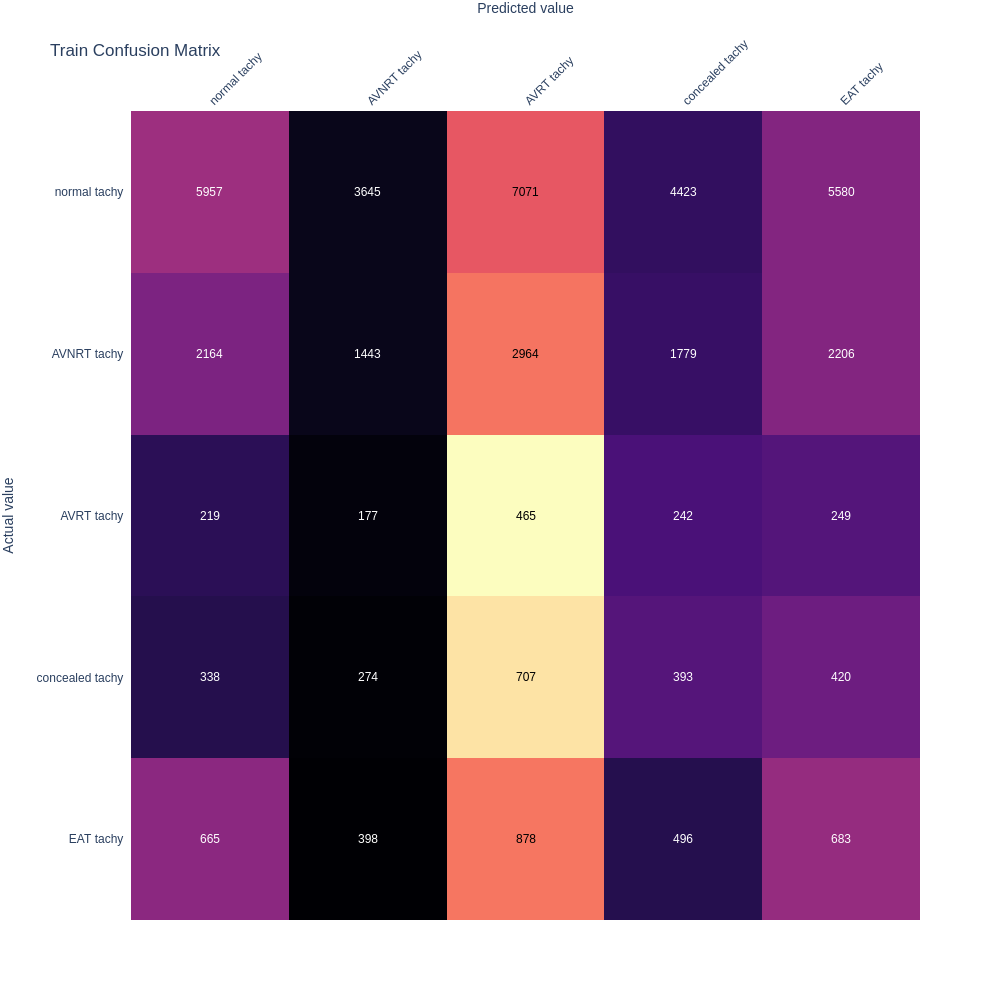 Predicted value
Train Confusion Matrix
normal tachy
AVNRT tachy
AVRT tachy
concealed tachy
EAT tachy
Actual value
normal tachy 5957 3645 7071 4423 5580
AVNRT tachy 2164 1443 2964 1779 2206
AVRT tachy 219 177 465 242 249
concealed tachy 338 274 707 393 420
EAT tachy 665 398 878 496 683